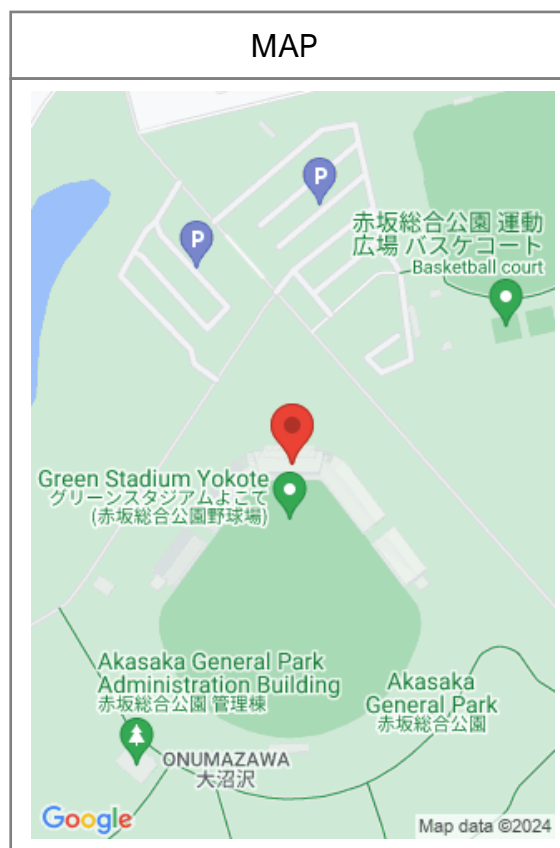 MAP
P
P
赤坂総合公園 運動
広場 バスケコート
Basketball court
Green Stadium Yokote
グリーンスタジアムよこて
(赤坂総合公園野球場)
Akasaka General Park
Administration Building
赤坂総合公園 管理棟
Akasaka
General Park
赤坂総合公園
ONUMAZAWA
大沼沢
Google
Map data ©2024